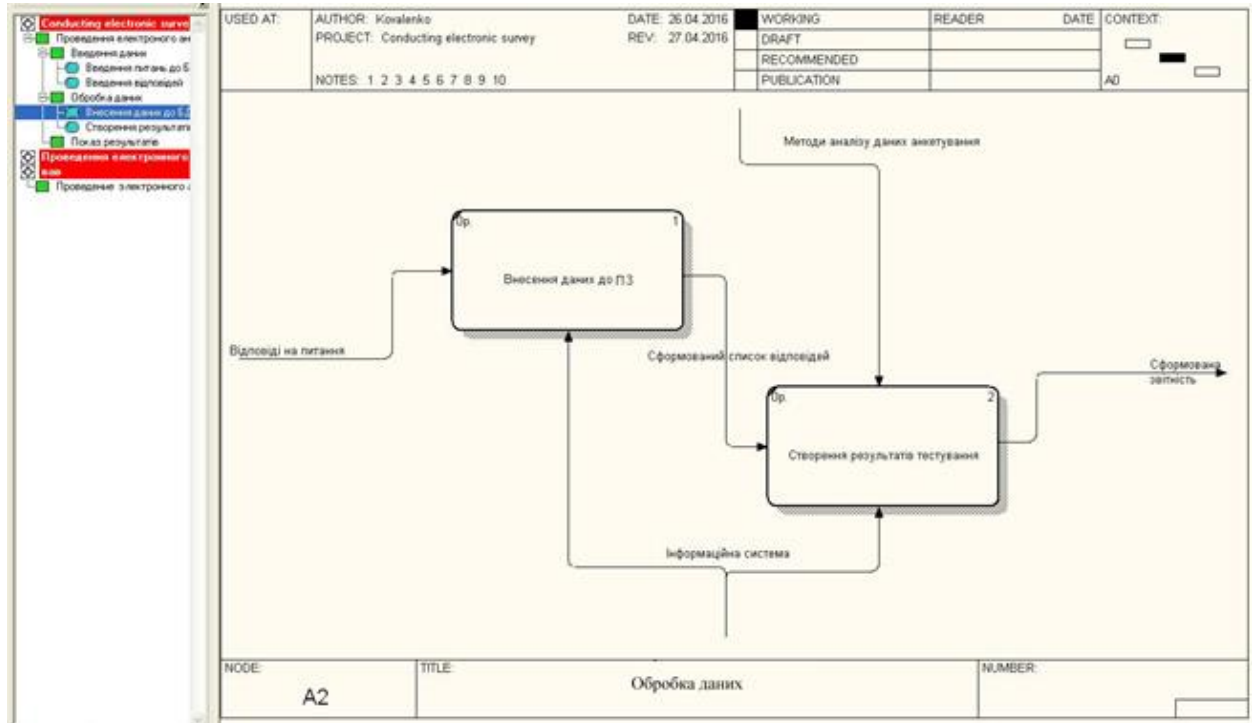 Conducting electronic surve
Проведення електроного ан
Введення даних
Введення питань до Б
Введення відповідей
Обробка даних
Внесення даних до БД
Створення результаті
Показ результатів
Проведення електронного
вав
Проведение электронного а
USED AT:
AUTHOR: Kovalenko
DATE: 26.04.2016
WORKING
READER
DATE
CONTEXT:
PROJECT: Conducting electronic survey
REV: 27.04.2016
DRAFT
RECOMMENDED
NOTES: 1 2 3 4 5 6 7 8 9 10
PUBLICATION
A0
Методи аналізу даних анкетування
0р.
1
Внесення даних до ПЗ
Відповіді на питання
Сформований список відповідей
Сформована
звітність
0р.
2
Створення результатів тестування
Інформаційна система
NODE:
TITLE:
NUMBER:
A2
Обробка даних